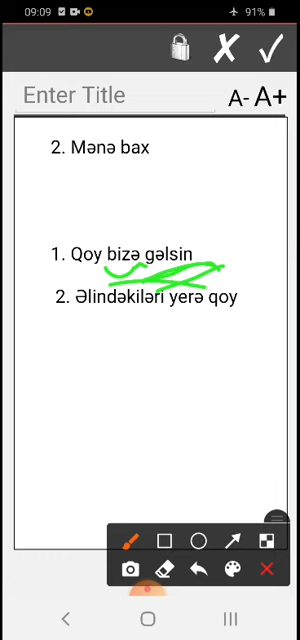 09:09
91%
Enter Title
A- A+
2. Mənə bax
1. Qoy bizə gəlsin
2. Əlindəkiləri yerə qoy